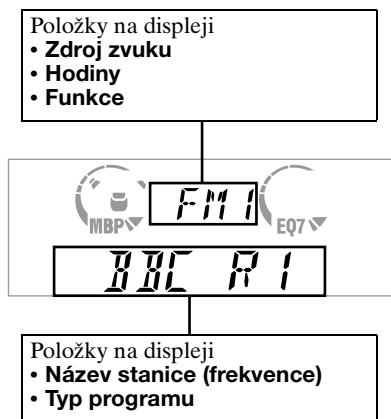 Položky na displeji
• Zdroj zvuku
• Hodiny
• Funkce
FM1
MBP
EQ7
BBC R1
Položky na displeji
• Název stanice (frekvence)
• Typ programu